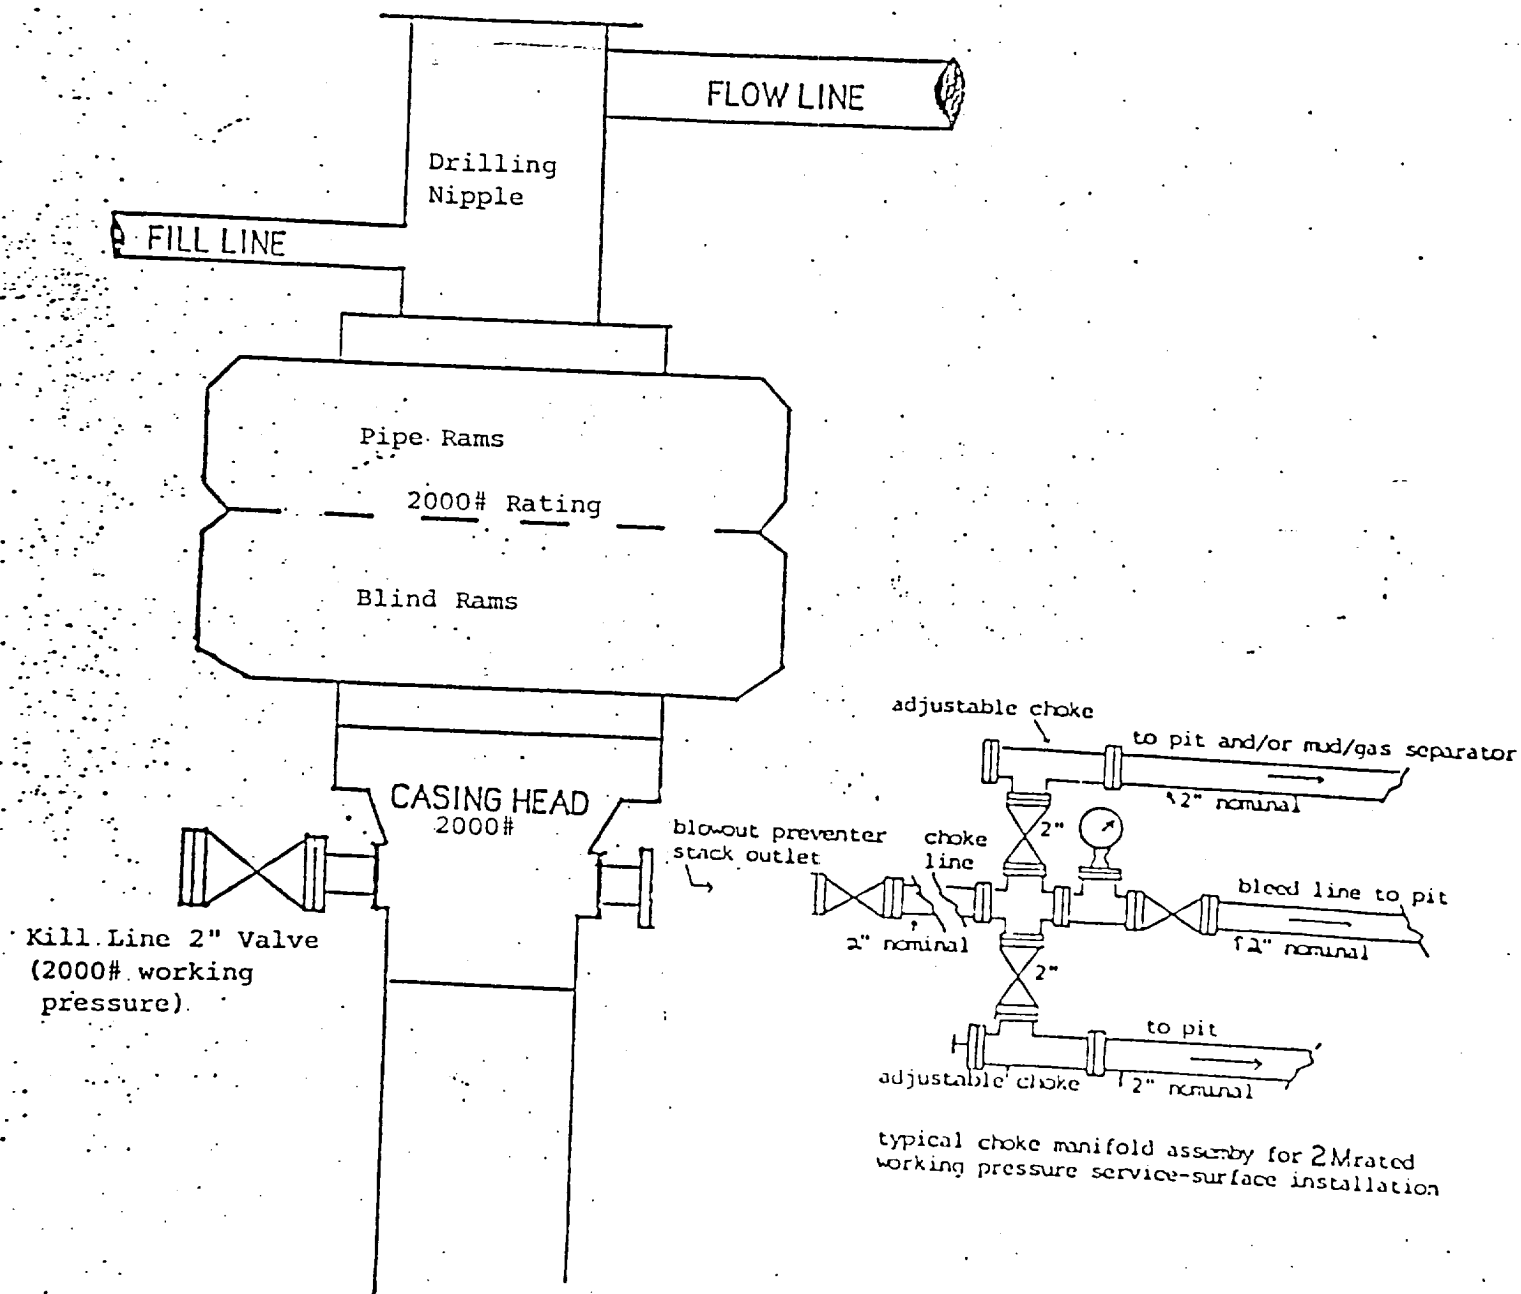 FLOW LINE
Drilling
Nipple
FILL LINE
Pipe Rams
2000# Rating
Blind Rams
CASING HEAD
2000#
Kill Line 2" Valve
(2000# working
pressure)
blowout preventer
stack outlet
adjustable choke
to pit and/or mud/gas separator
2" nominal
2"
choke
line
2" nominal
bleed line to pit
2" nominal
2"
to pit
adjustable choke
2" nominal
typical choke manifold assemby for 2M rated
working pressure service-surface installation